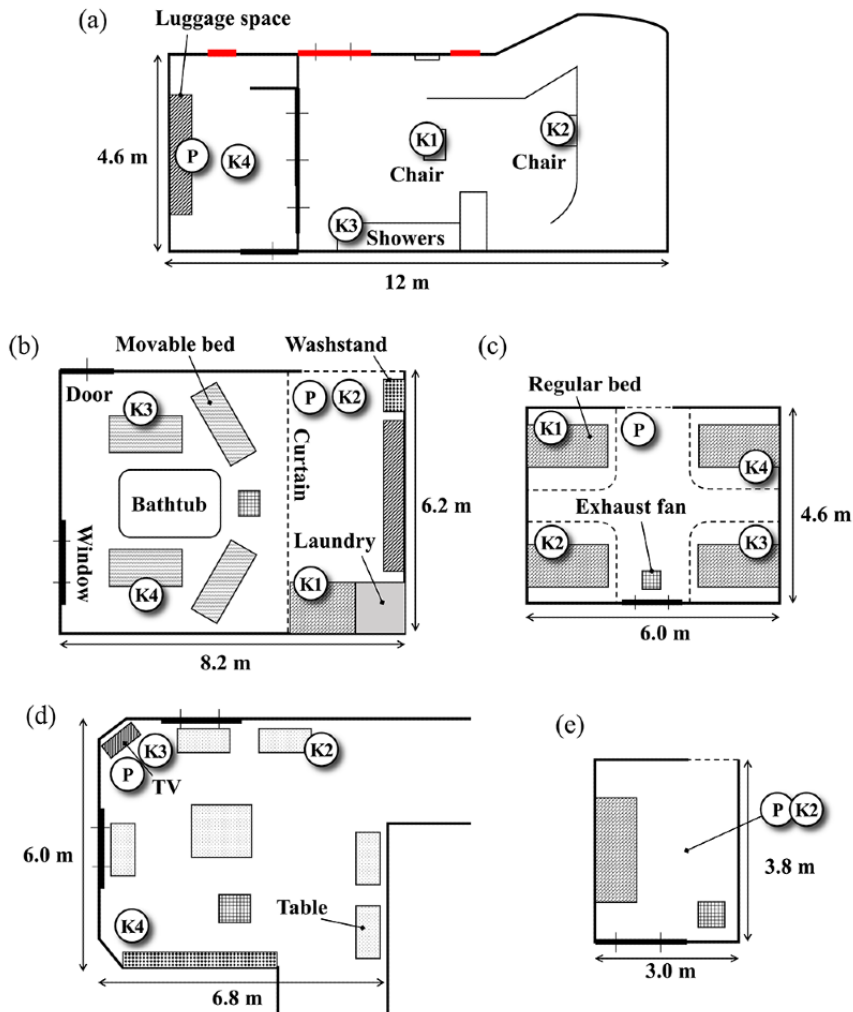 (a)
Luggage space
4.6 m
P
K4
K1
Chair
K2
Chair
K3
Showers
12 m
(b)
Movable bed
Washstand
Door
K3
P
K2
Curtain
Bathtub
6.2 m
Window
Laundry
K4
K1
8.2 m
(c)
Regular bed
K1
P
K4
Exhaust fan
4.6 m
K2
K3
6.0 m
(d)
K3
K2
P
TV
6.0 m
K4
Table
6.8 m
(e)
P
K2
3.8 m
3.0 m